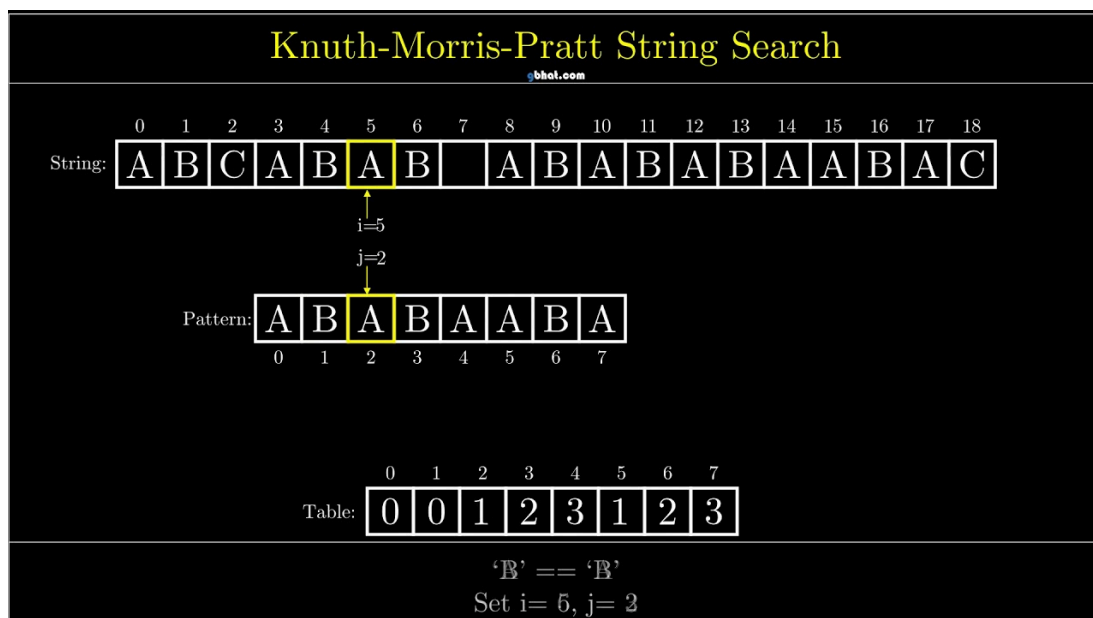 Knuth-Morris-Pratt String Search
gbhat.com
0 1 2 3 4 5 6 7 8 9 10 11 12 13 14 15 16 17 18
String: A B C A B A B A B A B A B A A B A C
i=5
j=2
Pattern: A B A B A A B A
0 1 2 3 4 5 6 7
0 1 2 3 4 5 6 7
Table: 0 0 1 2 3 1 2 3
Set i= 5, j=